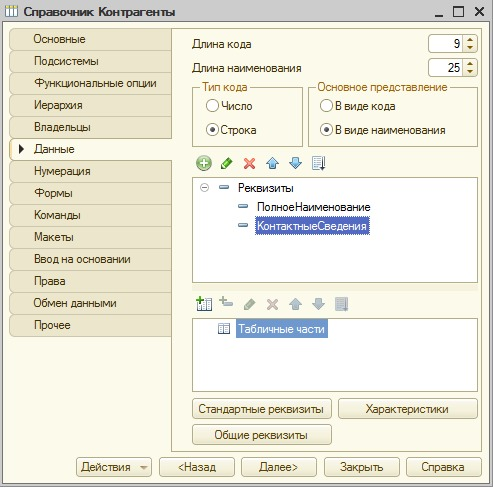 Справочник Контрагенты
Основные
Подсистемы
Функциональные опции
Иерархия
Владельцы
Данные
Нумерация
Формы
Команды
Макеты
Ввод на основании
Права
Обмен данными
Прочее
Длина кода 9
Длина наименования 25
Тип кода
Число
Строка
Основное представление
В виде кода
В виде наименования
Реквизиты
ПолноеНаименование
КонтактныеСведения
Табличные части
Стандартные реквизиты Характеристики
Общие реквизиты
Действия <Назад Далее> Закрыть Справка